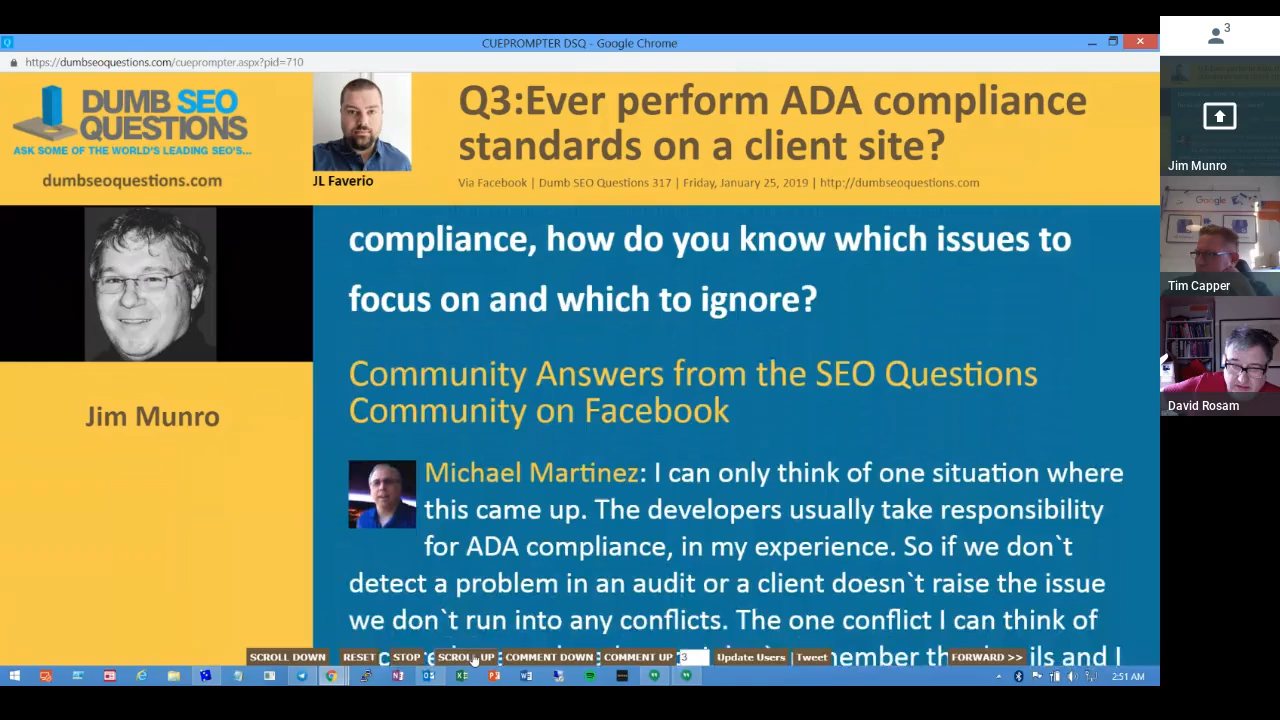 CUEPROMPTER DSQ - Google Chrome
https://dumbseoquestions.com/cueprompter.aspx?pid=710
DUMB SEO
QUESTIONS
ASK SOME OF THE WORLD'S LEADING SEO'S...
dumbseoquestions.com
JL Faverio
Q3:Ever perform ADA compliance
standards on a client site?
Via Facebook | Dumb SEO Questions 317 | Friday, January 25, 2019 | http://dumbseoquestions.com
Jim Munro
compliance, how do you know which issues to
focus on and which to ignore?
Community Answers from the SEO Questions
Community on Facebook
Michael Martinez: I can only think of one situation where
this came up. The developers usually take responsibility
for ADA compliance, in my experience. So if we don`t
detect a problem in an audit or a client doesn`t raise the issue
we don`t run into any conflicts. The one conflict I can think of
SCROLL DOWN RESET STOP SCROLL UP COMMENT DOWN COMMENT UP 3 Update Users Tweet FORWARD >>
2:51 AM
3
Jim Munro
Google
Tim Capper
David Rosam